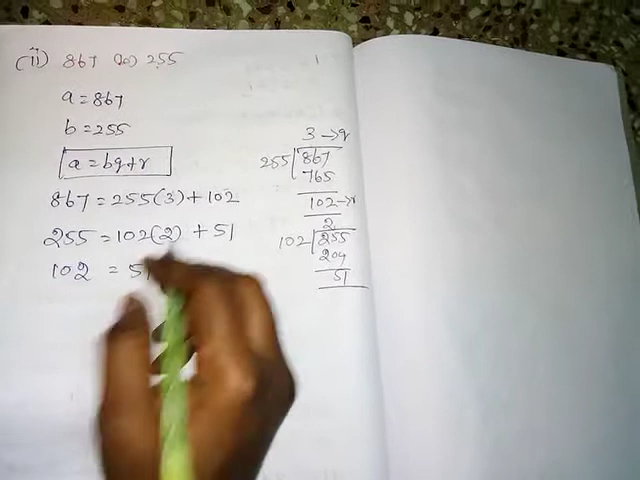 (ii) 867 255
a = 867
b = 255
a = bq + r
867 = 255(3) + 102
255 = 102(2) + 51
102 = 51
3 → q
255 867
765
102 → r
2
102 255
204
51